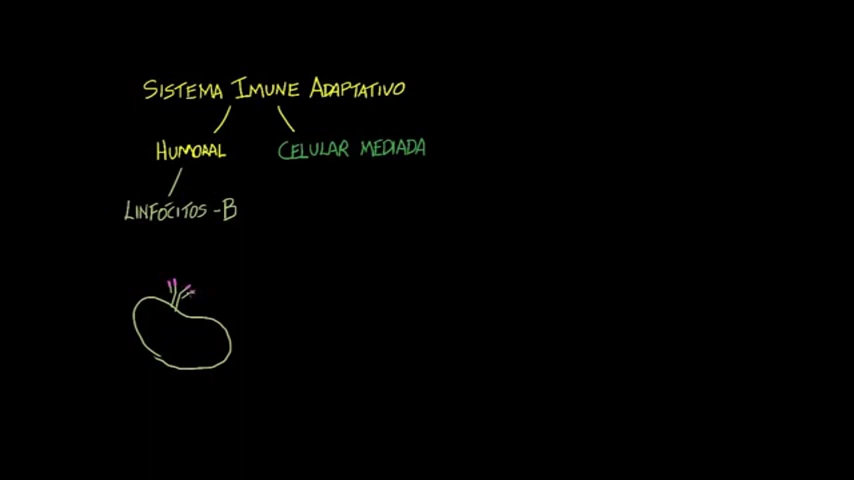 SISTEMA IMUNE ADAPTATIVO
HUMORAL CELULAR MEDIADA
LINFÓCITOS-B